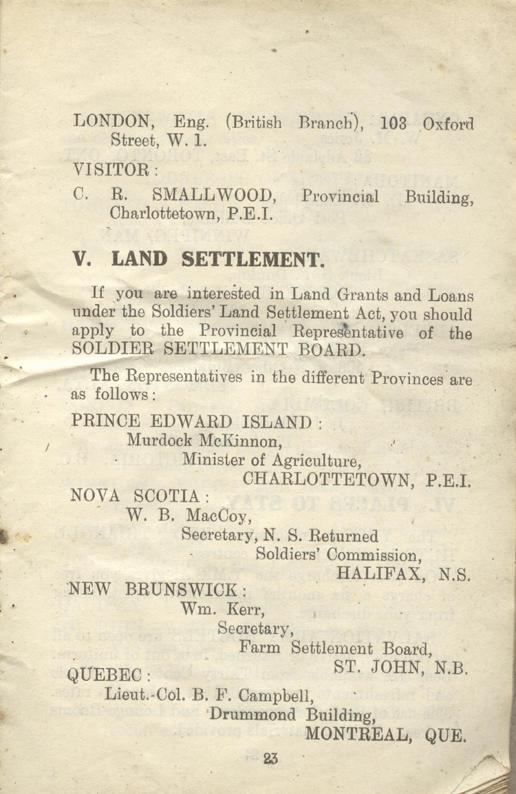 LONDON, Eng. (British Branch), 103 Oxford
Street, W. 1.
VISITOR :
C. R. SMALLWOOD, Provincial Building,
Charlottetown, P.E.I.
V. LAND SETTLEMENT.
If you are interested in Land Grants and Loans
under the Soldiers' Land Settlement Act, you should
apply to the Provincial Representative of the
SOLDIER SETTLEMENT BOARD.
The Representatives in the different Provinces are
as follows :
PRINCE EDWARD ISLAND :
Murdock McKinnon,
Minister of Agriculture,
CHARLOTTETOWN, P.E.I.
NOVA SCOTIA :
W. B. MacCoy,
Secretary, N. S. Returned
Soldiers' Commission,
HALIFAX, N.S.
NEW BRUNSWICK :
Wm. Kerr,
Secretary,
Farm Settlement Board,
ST. JOHN, N.B.
QUEBEC :
Lieut.-Col. B. F. Campbell,
Drummond Building,
MONTREAL, QUE.
23